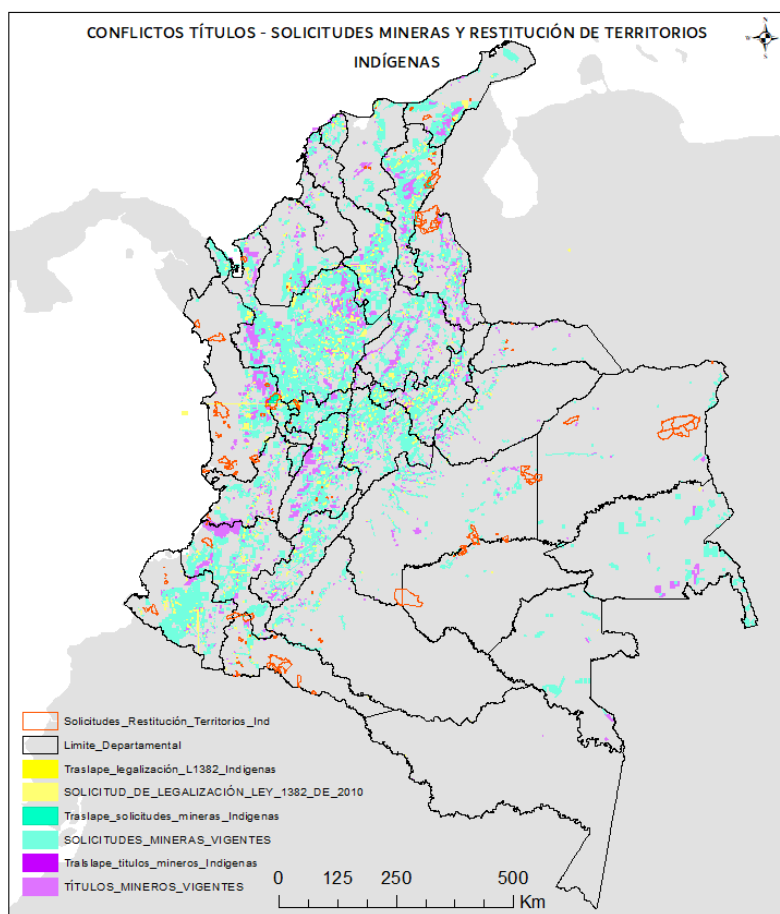 CONFLICTOS TÍTULOS - SOLICITUDES MINERAS Y RESTITUCIÓN DE TERRITORIOS
INDÍGENAS
N
W
E
S
Solicitudes_Restitución_Territorios_Ind
Limite_Departamental
Traslape_legalización_L1382_Indigenas
SOLICITUD_DE_LEGALIZACIÓN_LEY_1382_DE_2010
Traslape_solicitudes_mineras_Indigenas
SOLICITUDES_MINERAS_VIGENTES
Tralslape_titulos_mineros_Indigenas
TÍTULOS_MINEROS_VIGENTES
0 125 250 500
Km